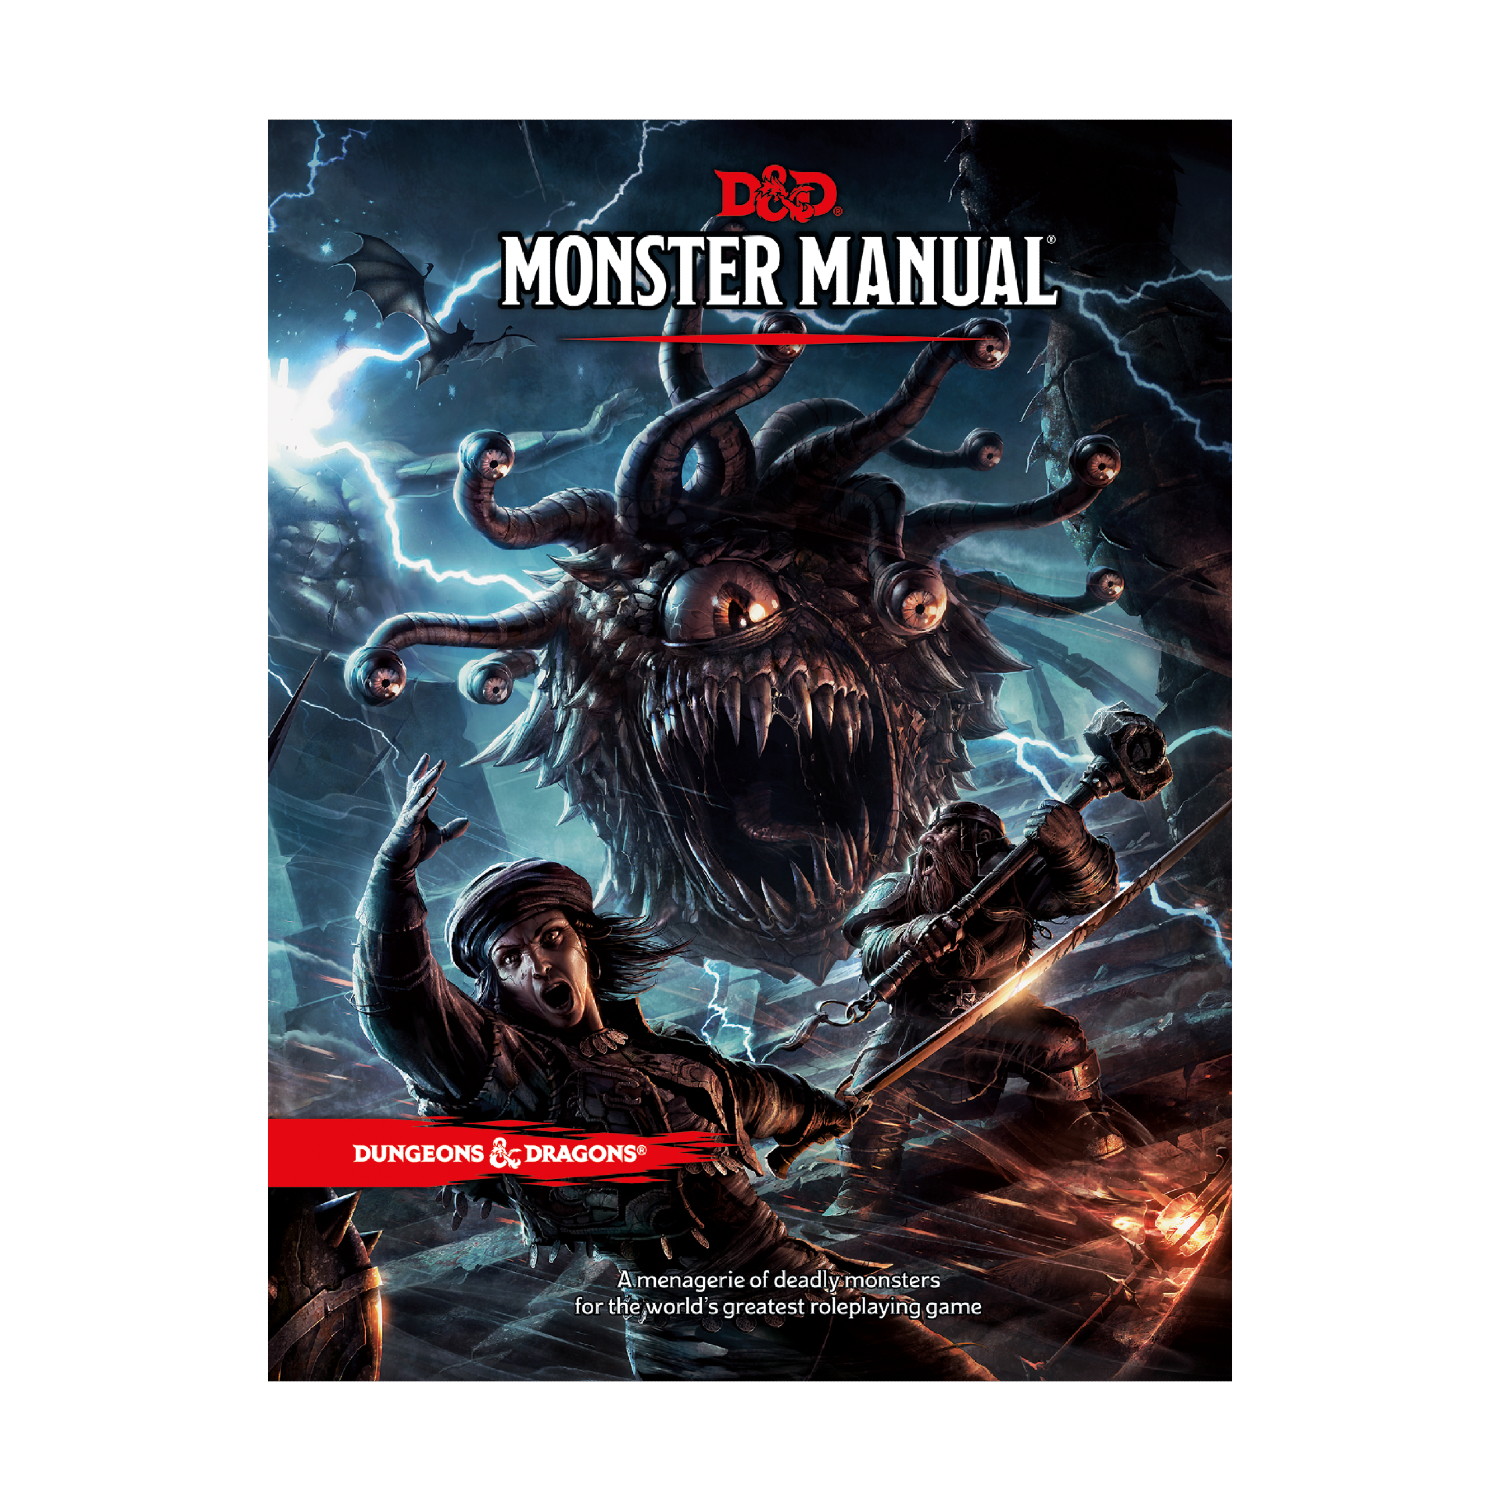 D&D®
MONSTER MANUAL®
DUNGEONS & DRAGONS®
A menagerie of deadly monsters
for the world's greatest roleplaying game